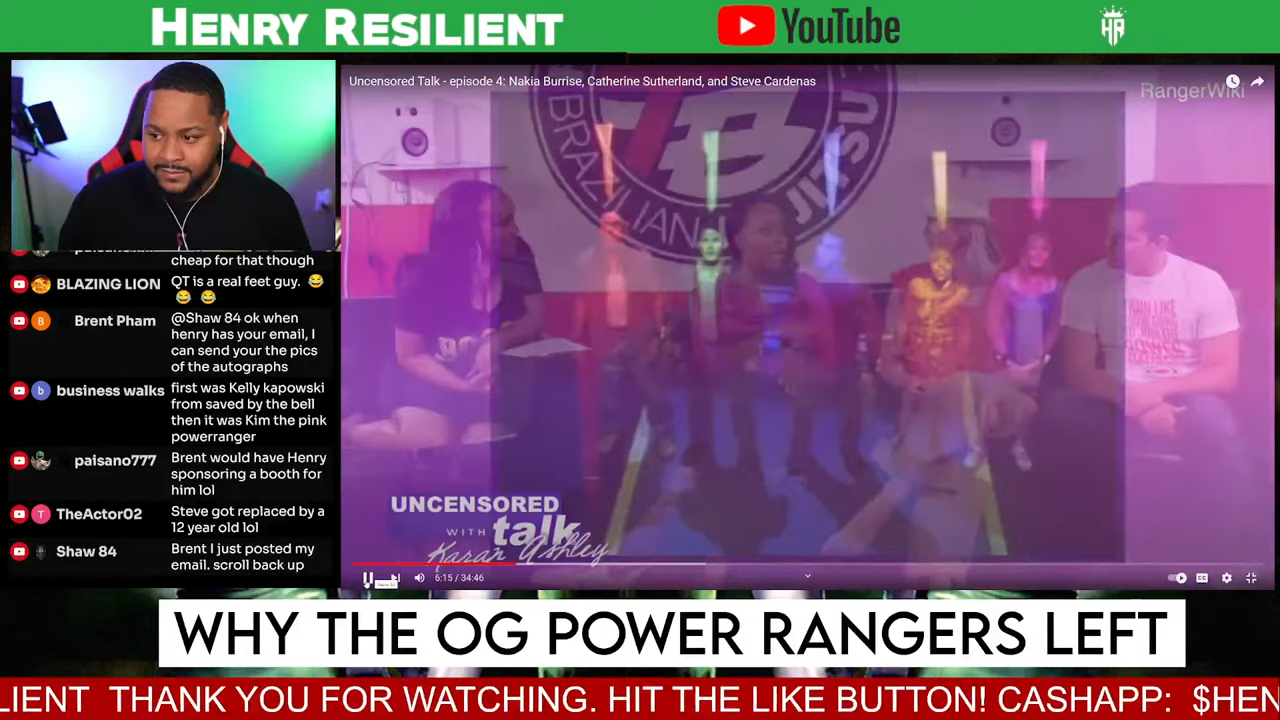 HENRY RESILIENT
YouTube
HR
Uncensored Talk - episode 4: Nakia Burrise, Catherine Sutherland, and Steve Cardenas
RangerWiki
BRAZILIAN
JIU
cheap for that though
BLAZING LION QT is a real feet guy. 😂
😂 😂
Brent Pham @Shaw 84 ok when
henry has your email, I
can send your the pics
of the autographs
business walks first was Kelly kapowski
from saved by the bell
then it was Kim the pink
powerranger
paisano777 Brent would have Henry
sponsoring a booth for
him lol
TheActor02 Steve got replaced by a
12 year old lol
Shaw 84 Brent I just posted my
email. scroll back up
UNCENSORED
WITH talk
Karan Ashley
6:15 / 34:46
WHY THE OG POWER RANGERS LEFT
LIENT THANK YOU FOR WATCHING. HIT THE LIKE BUTTON! CASHAPP: $HEN